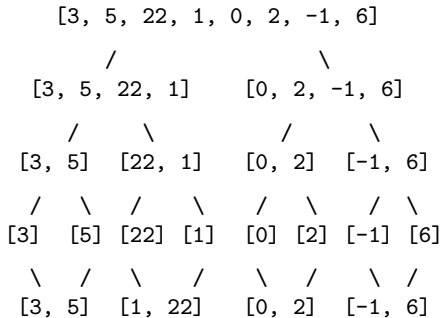 [3, 5, 22, 1, 0, 2, -1, 6]
/ \
[3, 5, 22, 1] [0, 2, -1, 6]
/ \ / \
[3, 5] [22, 1] [0, 2] [-1, 6]
/ \ / \ / \ / \
[3] [5] [22] [1] [0] [2] [-1] [6]
\ / \ / \ / \ /
[3, 5] [1, 22] [0, 2] [-1, 6]